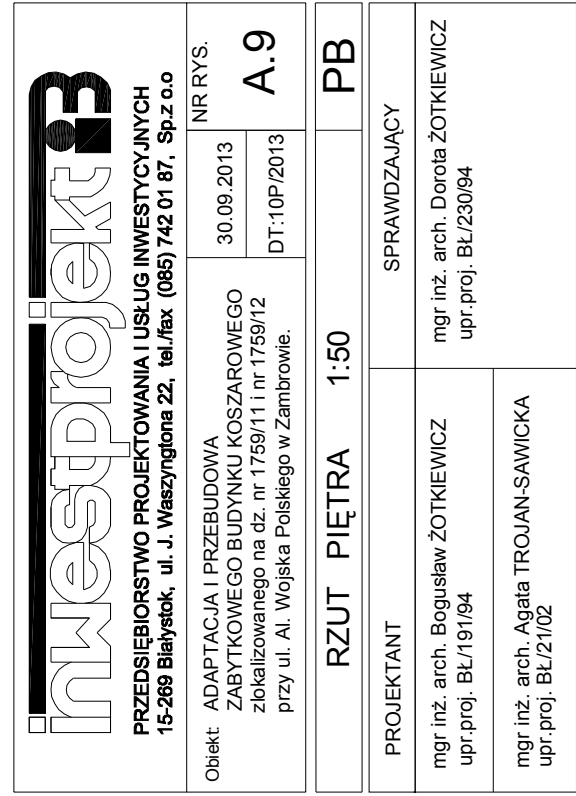 inwestprojekt
PRZEDSIĘBIORSTWO PROJEKTOWANIA I USŁUG INWESTYCYJNYCH
15-269 Białystok, ul. J. Waszyngtona 22, tel./fax (085) 742 01 87, Sp.z o.o
Obiekt: ADAPTACJA I PRZEBUDOWA
ZABYTKOWEGO BUDYNKU KOSZAROWEGO
zlokalizowanego na dz. nr 1759/11 i nr 1759/12
przy ul. Al. Wojska Polskiego w Zambrowie.
30.09.2013
DT:10P/2013
NR RYS.
A.9
RZUT PIĘTRA 1:50
PB
PROJEKTANT
mgr inż. arch. Bogusław ŻOTKIEWICZ
upr.proj. BŁ/191/94
mgr inż. arch. Agata TROJAN-SAWICKA
upr.proj. BŁ/21/02
SPRAWDZAJĄCY
mgr inż. arch. Dorota ŻOTKIEWICZ
upr.proj. BŁ/230/94